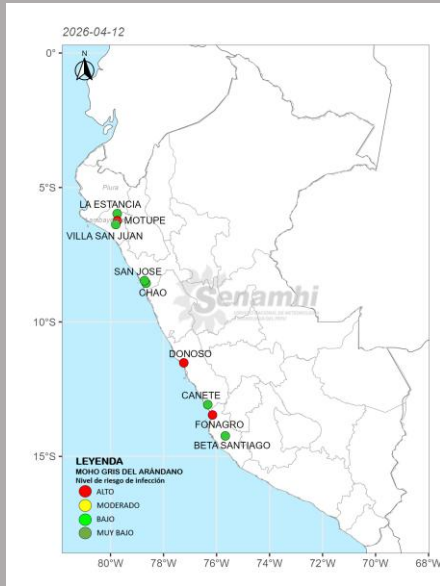 2026-04-12
N
0°
5°S
10°S
15°S
Piura
LA ESTANCIA
MOTUPE
VILLA SAN JUAN
SAN JOSE
CHAO
Senamhi
DONOSO
CANETE
FONAGRO
BETA SANTIAGO
LEYENDA
MOHO GRIS DEL ARÁNDANO
Nivel de riesgo de infección
ALTO
MODERADO
BAJO
MUY BAJO
80°W 78°W 76°W 74°W 72°W 70°W 68°W